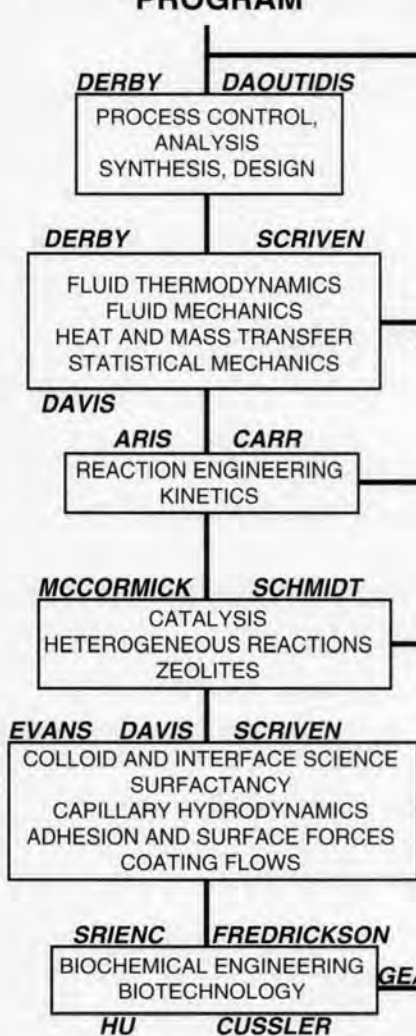 PROGRAM
DERBY DAOUTIDIS
PROCESS CONTROL,
ANALYSIS
SYNTHESIS, DESIGN
DERBY SCRIVEN
FLUID THERMODYNAMICS
FLUID MECHANICS
HEAT AND MASS TRANSFER
STATISTICAL MECHANICS
DAVIS
ARIS CARR
REACTION ENGINEERING
KINETICS
MCCORMICK SCHMIDT
CATALYSIS
HETEROGENEOUS REACTIONS
ZEOLITES
EVANS DAVIS SCRIVEN
COLLOID AND INTERFACE SCIENCE
SURFACTANCY
CAPILLARY HYDRODYNAMICS
ADHESION AND SURFACE FORCES
COATING FLOWS
SRIENC FREDRICKSON
BIOCHEMICAL ENGINEERING
BIOTECHNOLOGY
HU CUSSLER